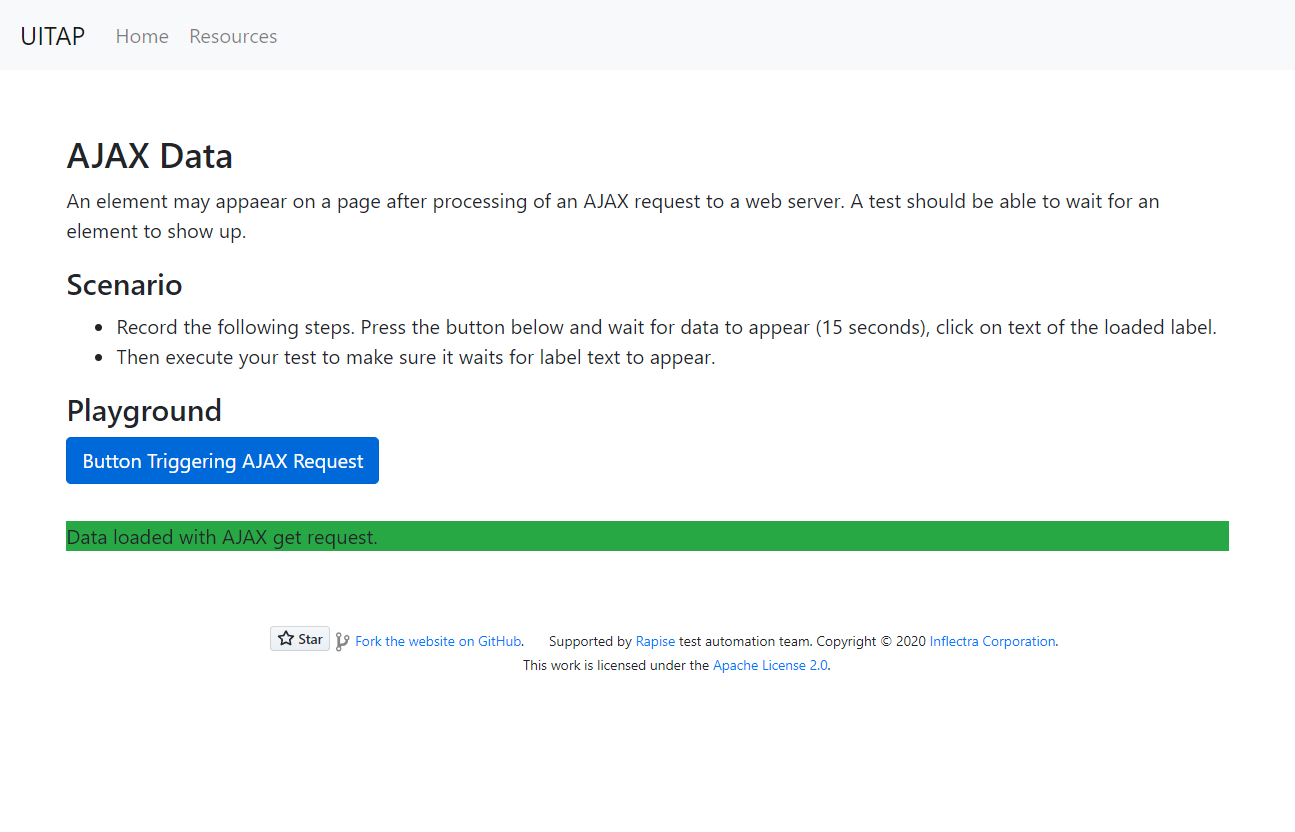 UITAP Home Resources
AJAX Data
An element may appaear on a page after processing of an AJAX request to a web server. A test should be able to wait for an
element to show up.
Scenario
Record the following steps. Press the button below and wait for data to appear (15 seconds), click on text of the loaded label.
Then execute your test to make sure it waits for label text to appear.
Playground
Button Triggering AJAX Request
Data loaded with AJAX get request.
Star Fork the website on GitHub. Supported by Rapise test automation team. Copyright © 2020 Inflectra Corporation.
This work is licensed under the Apache License 2.0.